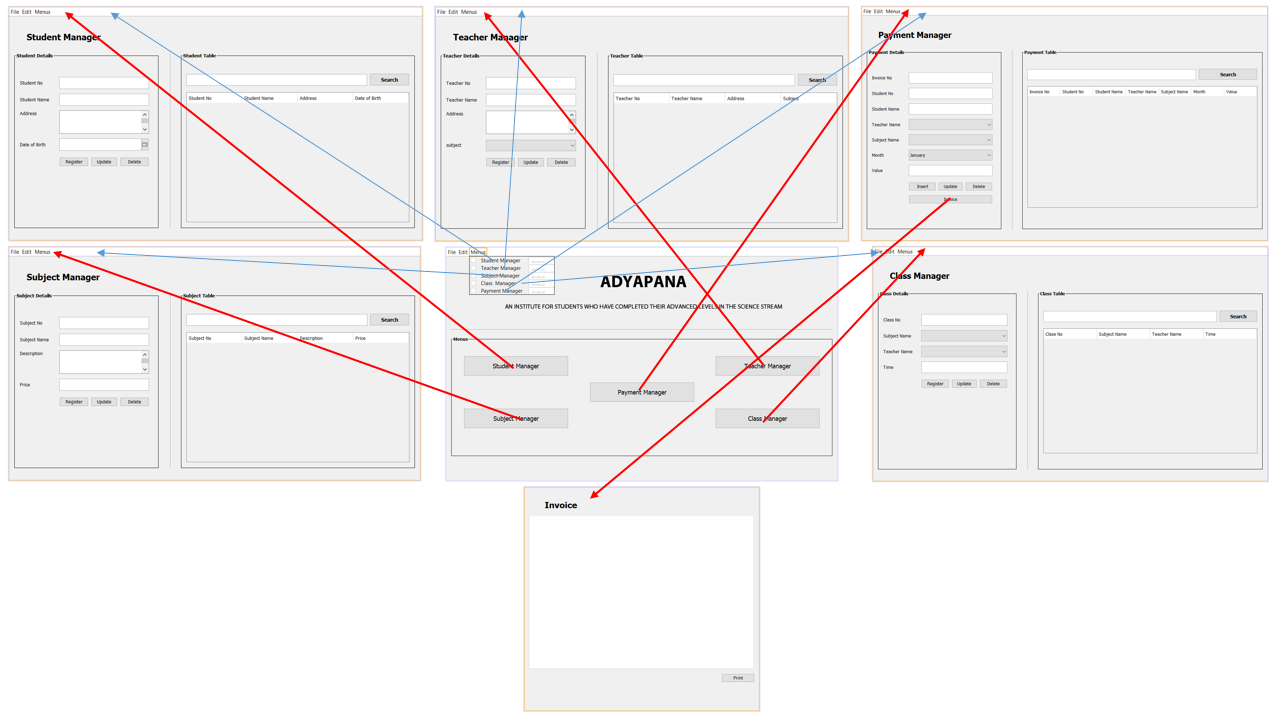 File Edit Menus
Student Manager
Student Details
Student No
Student Name
Address
Date of Birth
Register Update Delete
Student Table
Search
Student No Student Name Address Date of Birth
File Edit Menus
Teacher Manager
Teacher Details
Teacher No
Teacher Name
Address
subject
Register Update Delete
Teacher Table
Search
Teacher No Teacher Name Address Subject
File Edit Menus
Payment Manager
Payment Details
Invoice No
Student No
Student Name
Teacher Name
Subject Name
Month January
Value
Insert Update Delete
Invoice
Payment Table
Search
Invoice No Student No Student Name Teacher Name Subject Name Month Value
File Edit Menus
Subject Manager
Subject Details
Subject No
Subject Name
Description
Price
Register Update Delete
Subject Table
Search
Subject No Subject Name Description Price
File Edit Menus
Student Manager
Teacher Manager
Subject Manager
Class Manager
Payment Manager
ADYAPANA
AN INSTITUTE FOR STUDENTS WHO HAVE COMPLETED THEIR ADVANCED LEVELS IN THE SCIENCE STREAM
Menus
Student Manager
Teacher Manager
Payment Manager
Subject Manager
Class Manager
File Edit Menus
Class Manager
Class Details
Class No
Subject Name
Teacher Name
Time
Register Update Delete
Class Table
Search
Class No Subject Name Teacher Name Time
Invoice
Print